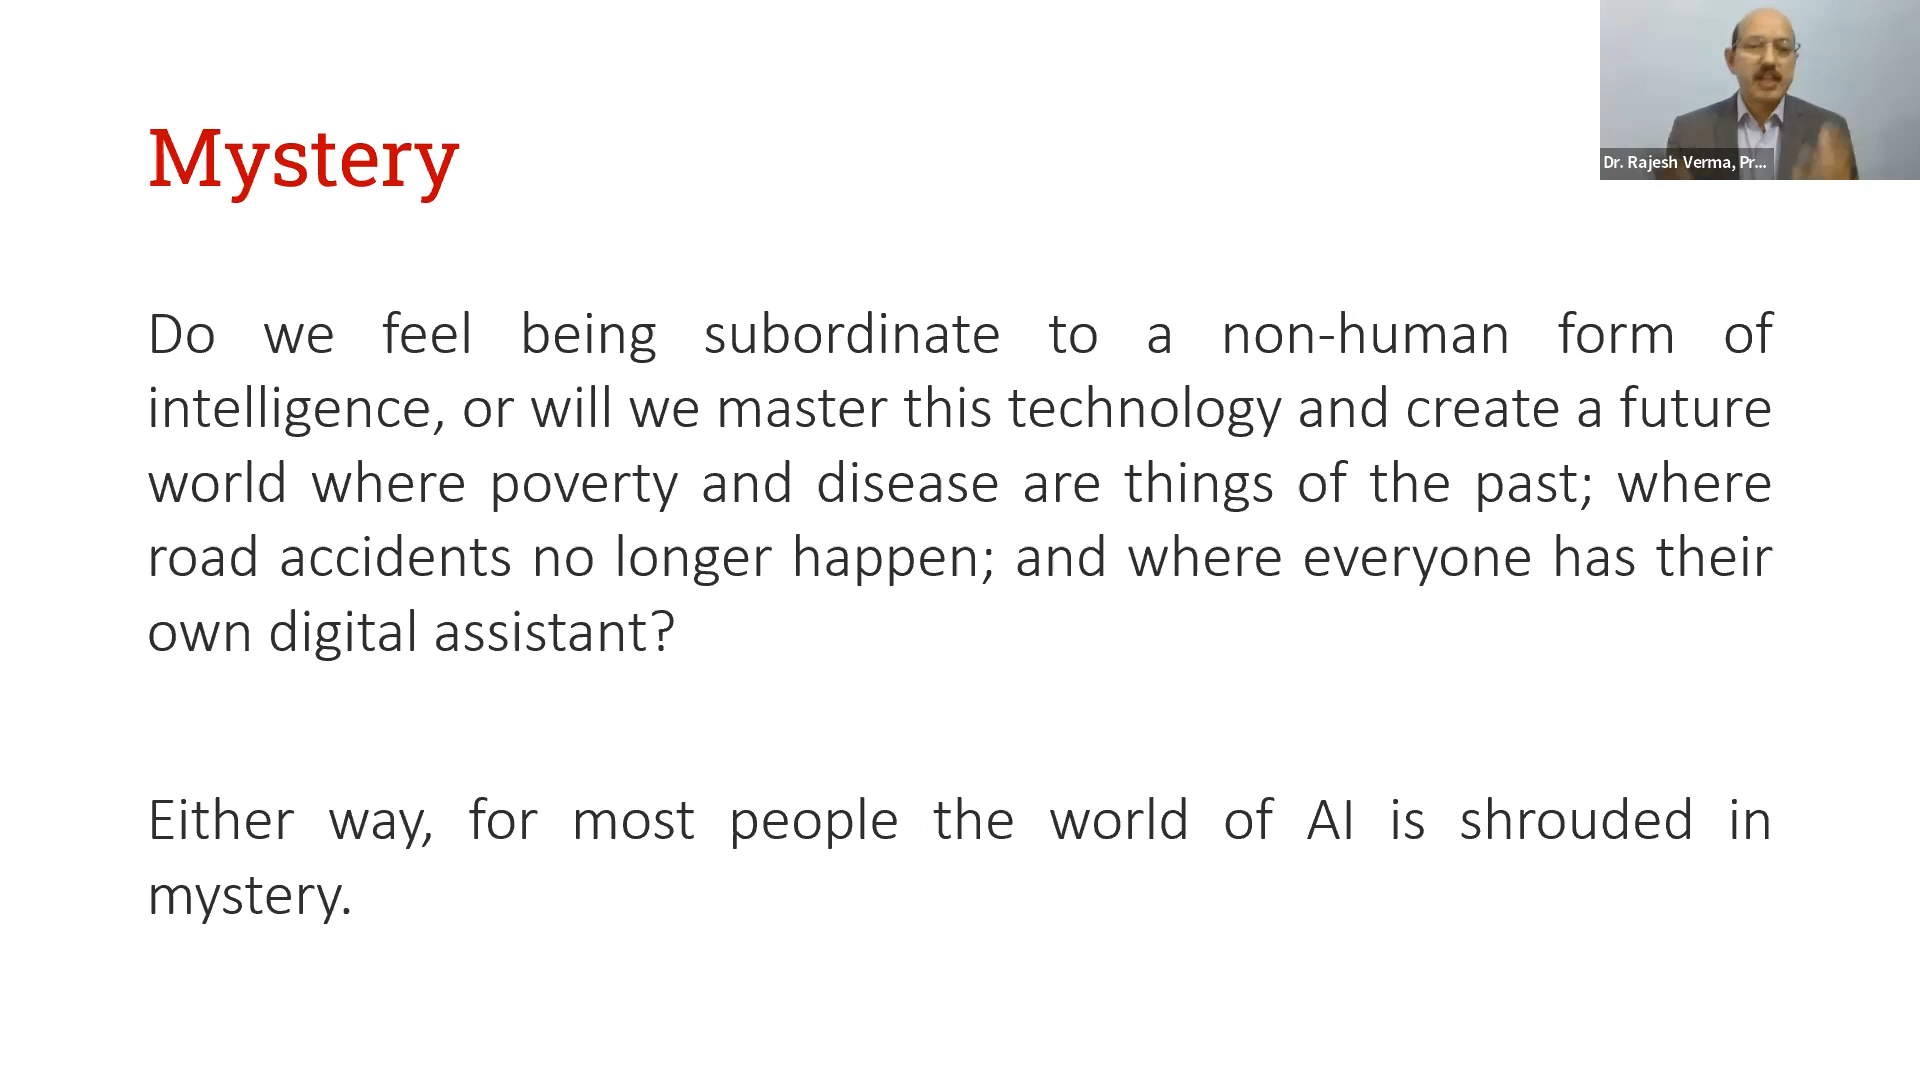 Mystery
Dr. Rajesh Verma, Pr...
Do we feel being subordinate to a non-human form of
intelligence, or will we master this technology and create a future
world where poverty and disease are things of the past; where
road accidents no longer happen; and where everyone has their
own digital assistant?
Either way, for most people the world of AI is shrouded in
mystery.